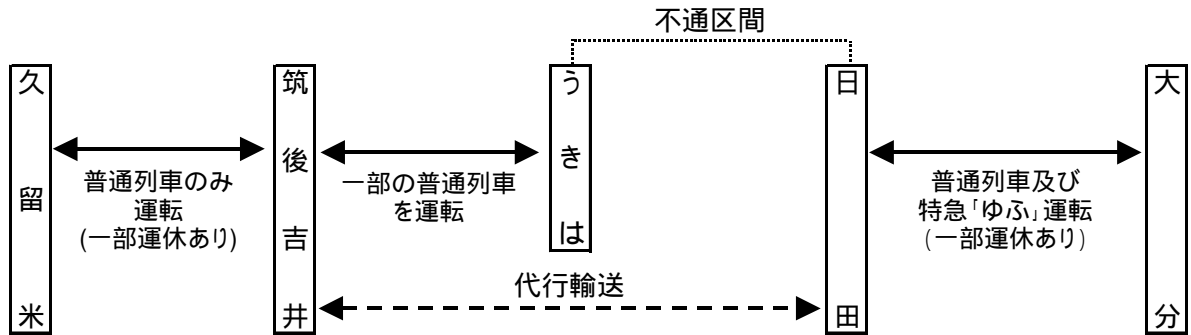 不通区間
久留米
普通列車のみ
運転
(一部運休あり)
筑後吉井
一部の普通列車
を運転
うきは
代行輸送
日田
普通列車及び
特急「ゆふ」運転
(一部運休あり)
大分